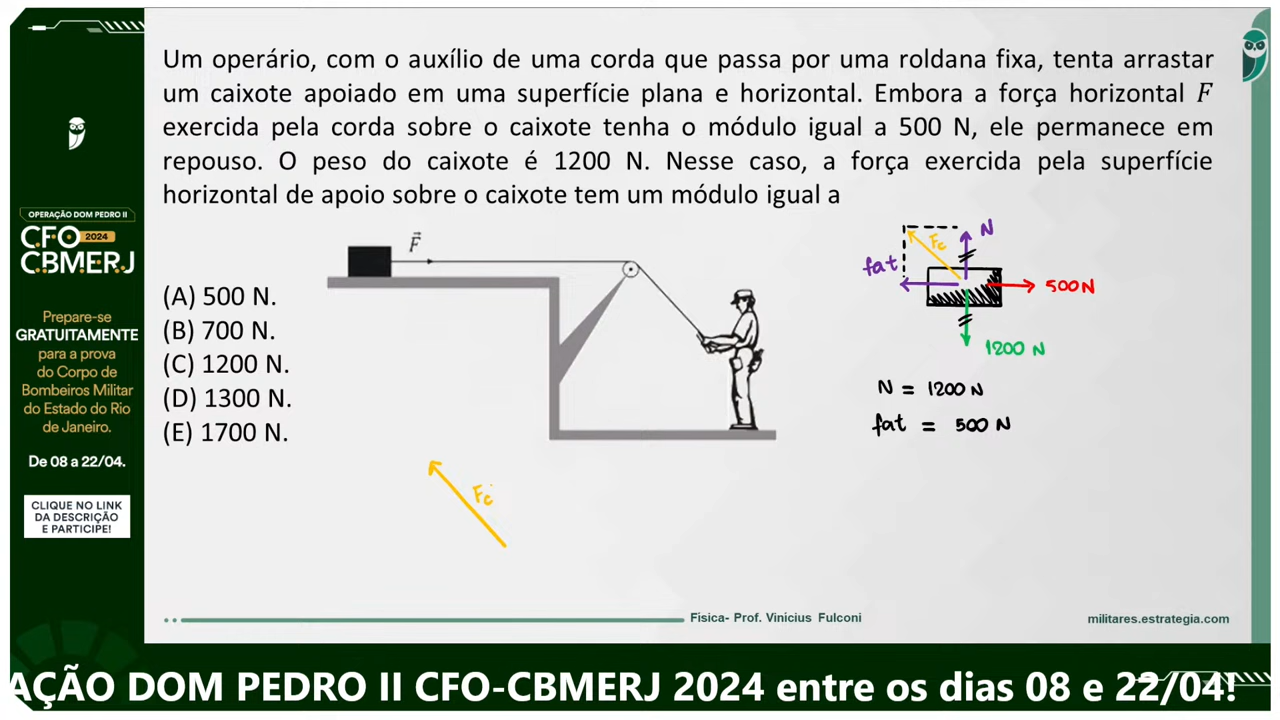 Um operário, com o auxílio de uma corda que passa por uma roldana fixa, tenta arrastar
um caixote apoiado em uma superfície plana e horizontal. Embora a força horizontal F
exercida pela corda sobre o caixote tenha o módulo igual a 500 N, ele permanece em
repouso. O peso do caixote é 1200 N. Nesse caso, a força exercida pela superfície
horizontal de apoio sobre o caixote tem um módulo igual a
(A) 500 N.
(B) 700 N.
(C) 1200 N.
(D) 1300 N.
(E) 1700 N.
F
N
Fc
fat
500 N
1200 N
N = 1200 N
fat = 500 N
Fc
OPERAÇÃO DOM PEDRO II
CFO 2024
CBMERJ
Prepare-se
GRATUITAMENTE
para a prova
do Corpo de
Bombeiros Militar
do Estado do Rio
de Janeiro.
De 08 a 22/04.
CLIQUE NO LINK
DA DESCRIÇÃO
E PARTICIPE!
Física- Prof. Vinícius Fulconi
militares.estrategia.com
AÇÃO DOM PEDRO II CFO-CBMERJ 2024 entre os dias 08 e 22/04!